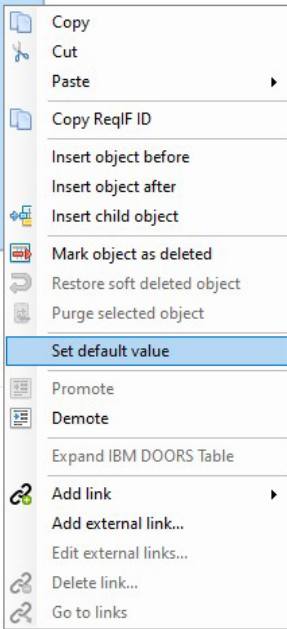 Copy
Cut
Paste
Copy ReqIF ID
Insert object before
Insert object after
Insert child object
Mark object as deleted
Restore soft deleted object
Purge selected object
Set default value
Promote
Demote
Expand IBM DOORS Table
Add link
Add external link...
Edit external links...
Delete link...
Go to links